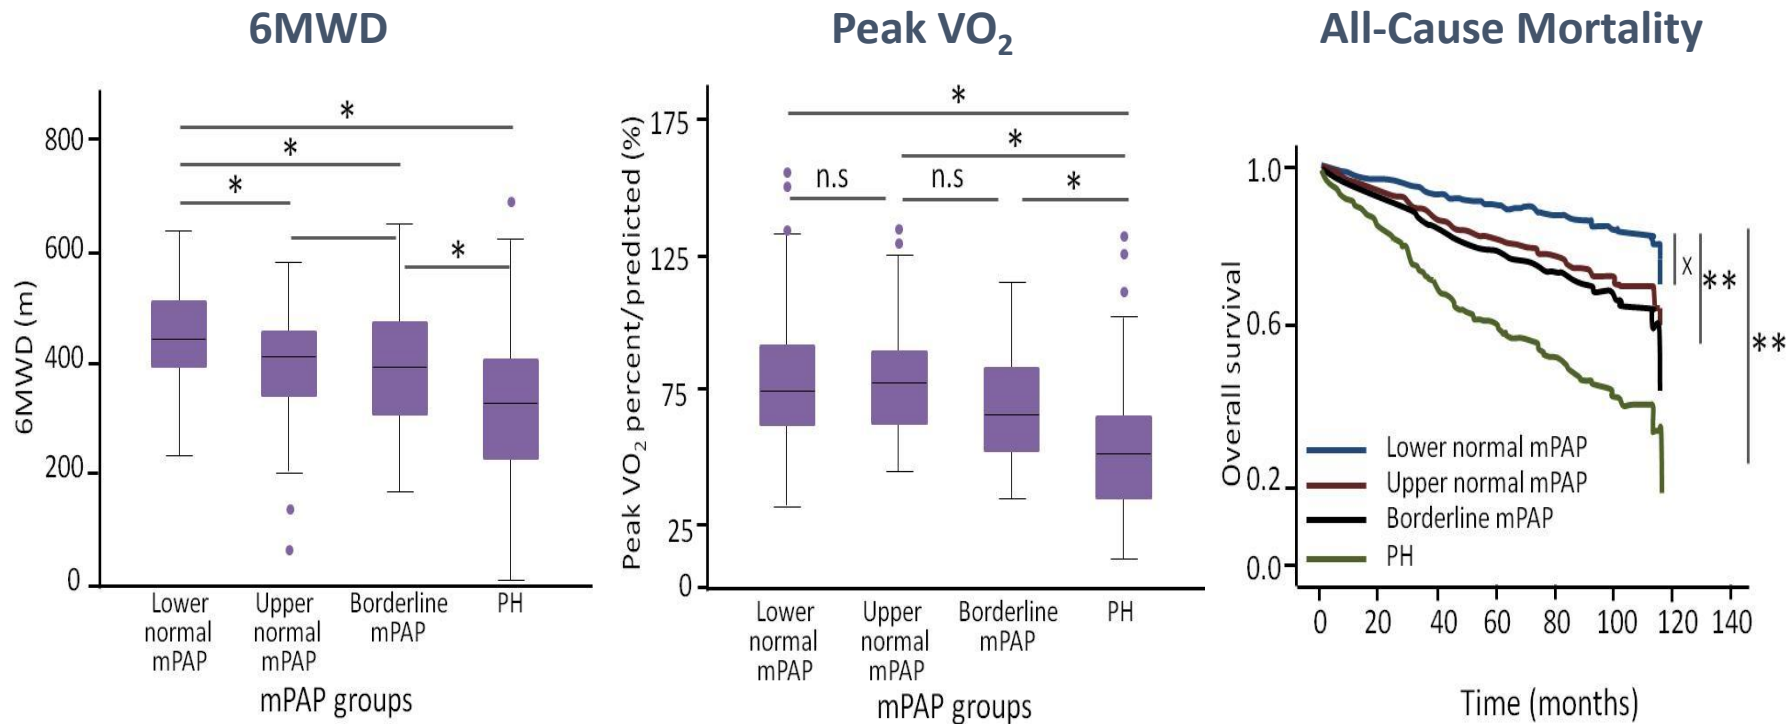 6MWD
6MWD (m)
800
600
400
200
0
*
*
*
*
Lower
normal
mPAP
Upper
normal
mPAP
Borderline
mPAP
PH
mPAP groups
Peak VO₂
Peak VO₂ percent/predicted (%)
175
125
75
25
0
*
*
n.s
n.s
*
Lower
normal
mPAP
Upper
normal
mPAP
Borderline
mPAP
PH
mPAP groups
All-Cause Mortality
Overall survival
1.0
0.6
0.2
0.0
x
**
**
Lower normal mPAP
Upper normal mPAP
Borderline mPAP
PH
0 20 40 60 80 100 120 140
Time (months)